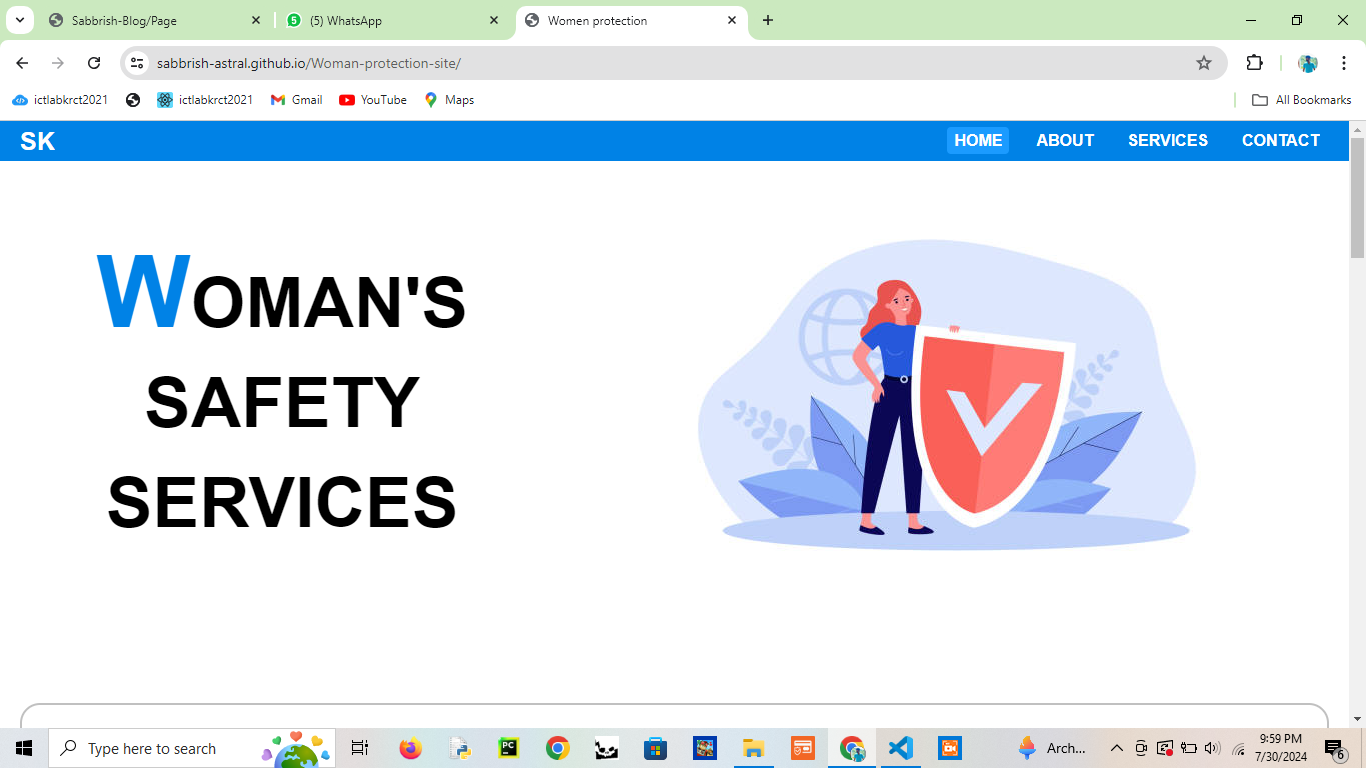 Sabbrish-Blog/Page
5
(5) WhatsApp
Women protection
sabbrish-astral.github.io/Woman-protection-site/
ictlabkrct2021
ictlabkrct2021
Gmail
YouTube
Maps
All Bookmarks
SK
HOME
ABOUT
SERVICES
CONTACT
WOMAN'S
SAFETY
SERVICES
Type here to search
PC
Arch...
9:59 PM
7/30/2024
6